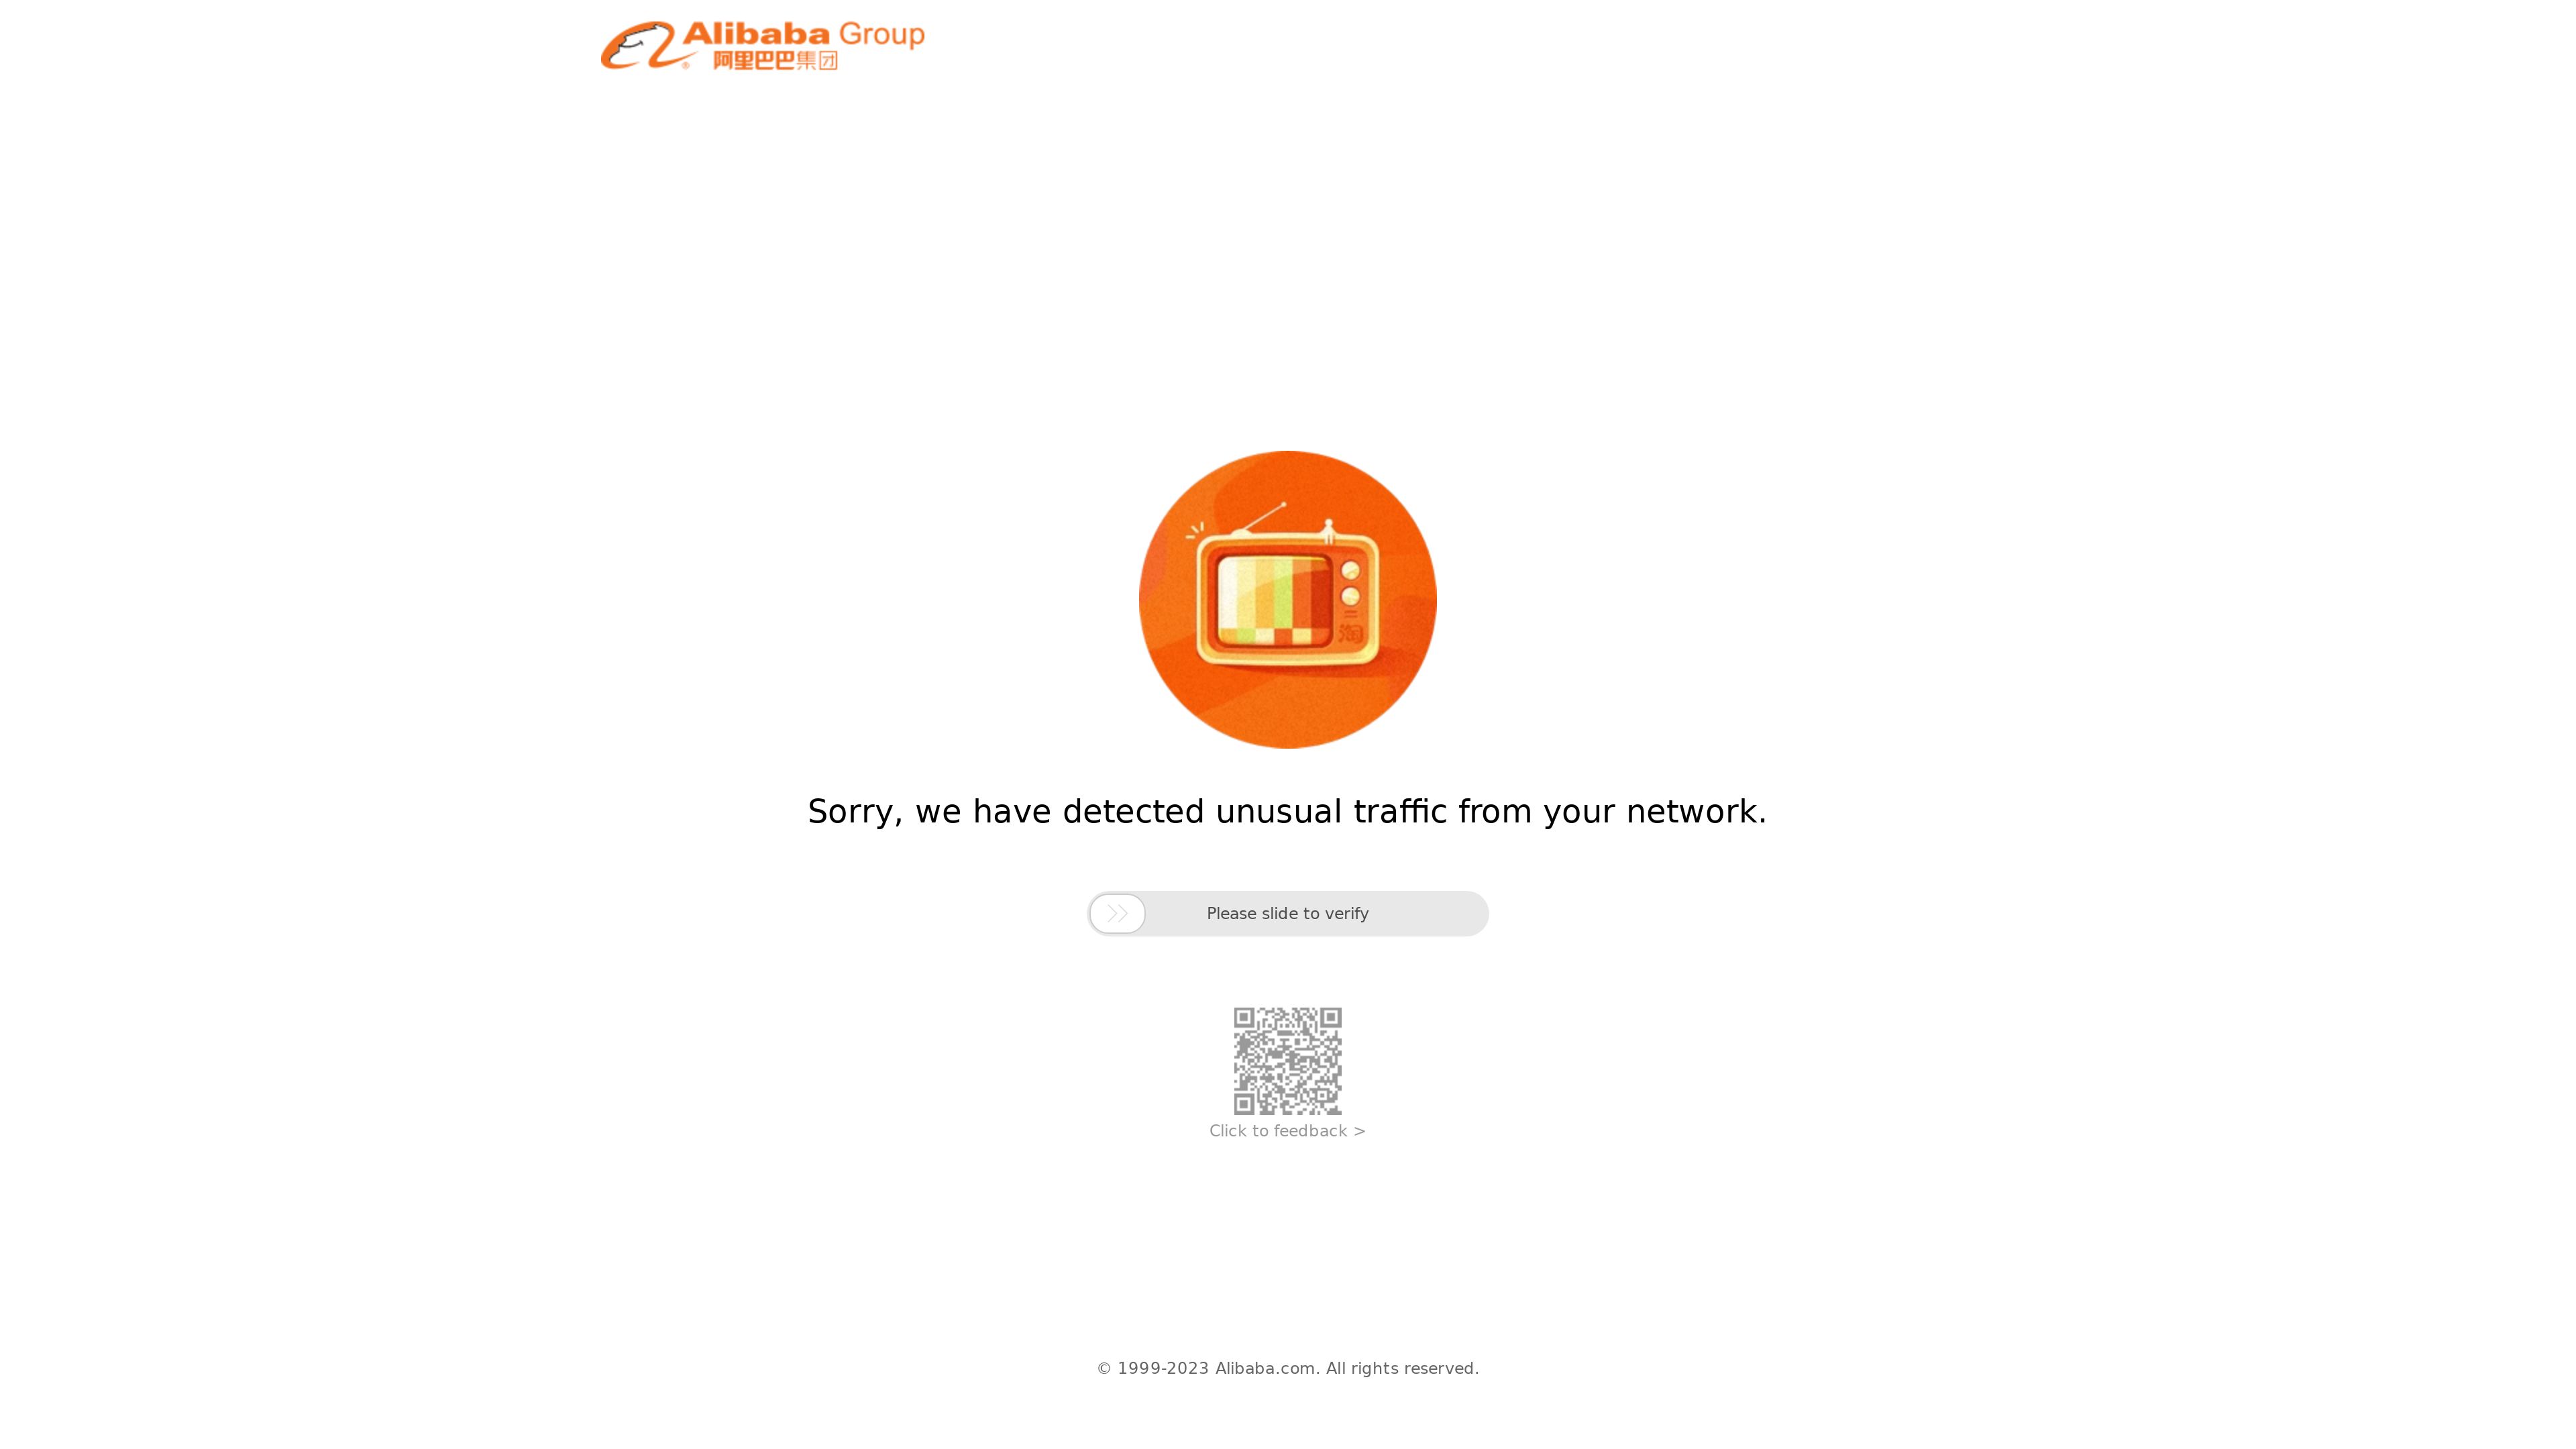 Alibaba Group
阿里巴巴集团
淘
Sorry, we have detected unusual traffic from your network.
Please slide to verify
Click to feedback >
© 1999-2023 Alibaba.com. All rights reserved.